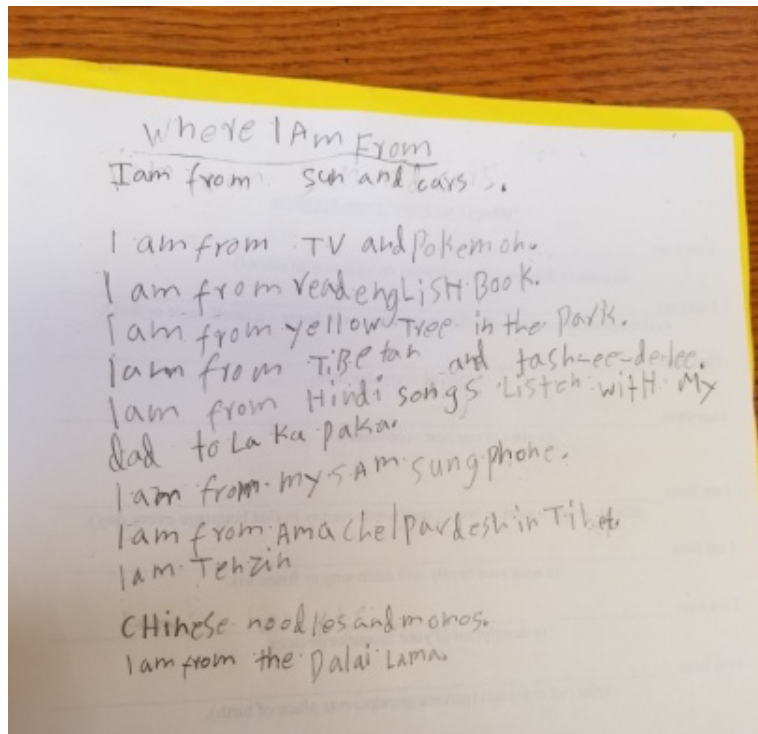 Where I Am From
I am from sun and cars.
I am from TV and Pokemon.
I am from read engLiSH Book.
I am from yellow Tree in the Park.
I am from TiBetan and tash-ee-de-lee.
I am from Hindi songs Listen with My
dad to La Ka Paka.
I am from my SAmsung phone.
I am from Amachelpardesh in Tibet.
I am Tenzin
CHinese noodles and momos.
I am from the Dalai Lama.